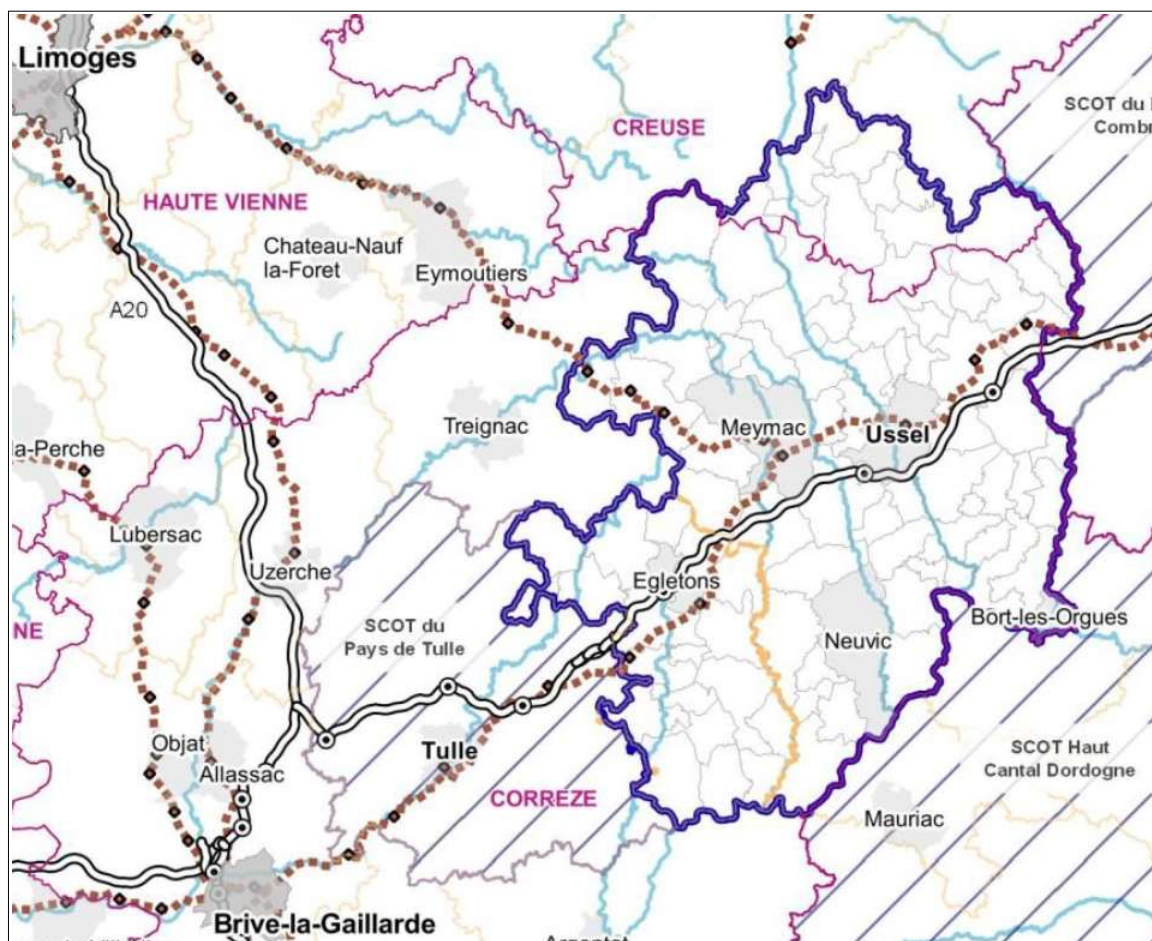 Limoges
SCOT du
CREUSE
HAUTE VIENNE
Chateau-Nauf
la-Foret
Eymoutiers
A20
Treignac
Meymac
Ussel
la-Perche
Lubersac
Uzerche
Egletons
NE
SCOT du
Pays de Tulle
Neuvic
Bort-les-Orgues
Objat
Allassac
Tulle
CORREZE
SCOT Haut
Cantal Dordogne
Mauriac
Brive-la-Gaillarde